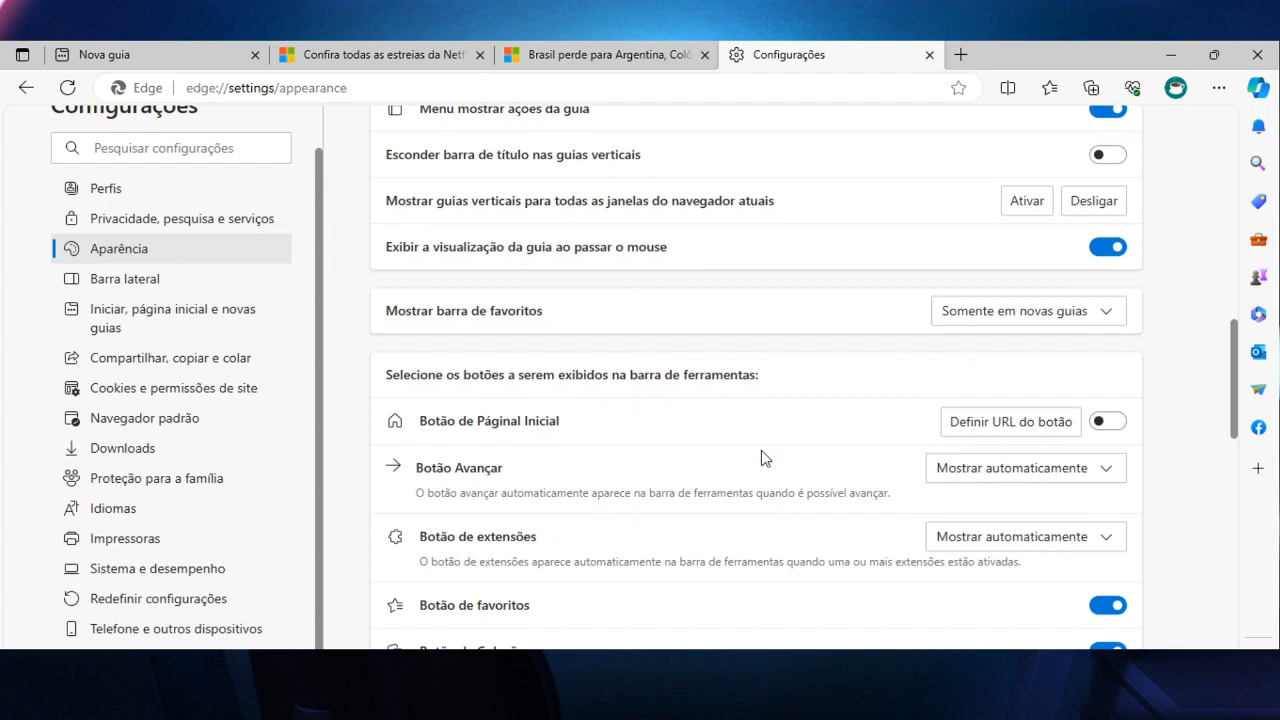 Nova guia
Confira todas as estreias da Netf
Brasil perde para Argentina, Colô
Configurações
Edge
edge://settings/appearance
Configurações
Pesquisar configurações
Perfis
Privacidade, pesquisa e serviços
Aparência
Barra lateral
Iniciar, página inicial e novas
guias
Compartilhar, copiar e colar
Cookies e permissões de site
Navegador padrão
Downloads
Proteção para a família
Idiomas
Impressoras
Sistema e desempenho
Redefinir configurações
Telefone e outros dispositivos
Menu mostrar ações da guia
Esconder barra de título nas guias verticais
Mostrar guias verticais para todas as janelas do navegador atuais
Ativar
Desligar
Exibir a visualização da guia ao passar o mouse
Mostrar barra de favoritos
Somente em novas guias
Selecione os botões a serem exibidos na barra de ferramentas:
Botão de Páginal Inicial
Definir URL do botão
Botão Avançar
Mostrar automaticamente
O botão avançar automaticamente aparece na barra de ferramentas quando é possível avançar.
Botão de extensões
Mostrar automaticamente
O botão de extensões aparece automaticamente na barra de ferramentas quando uma ou mais extensões estão ativadas.
Botão de favoritos